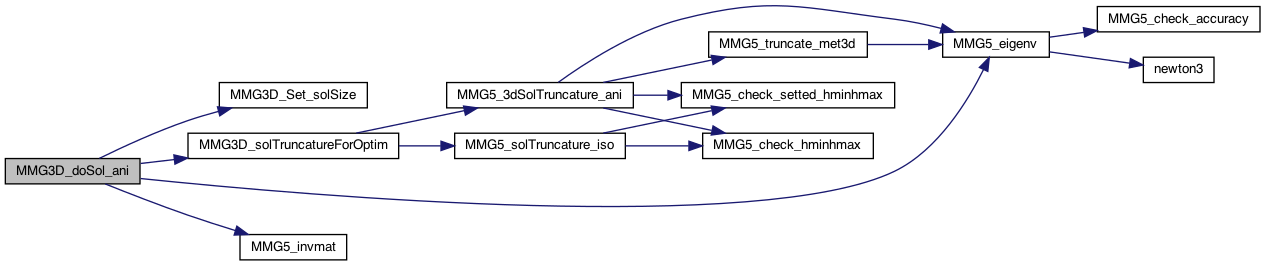 MMG5_check_accuracy
MMG5_eigenv
MMG5_truncate_met3d
newton3
MMG3D_Set_solSize
MMG5_3dSolTruncature_ani
MMG5_check_setted_hminhmax
MMG3D_solTruncatureForOptim
MMG5_solTruncature_iso
MMG5_check_hminhmax
MMG3D_doSol_ani
MMG5_invmat